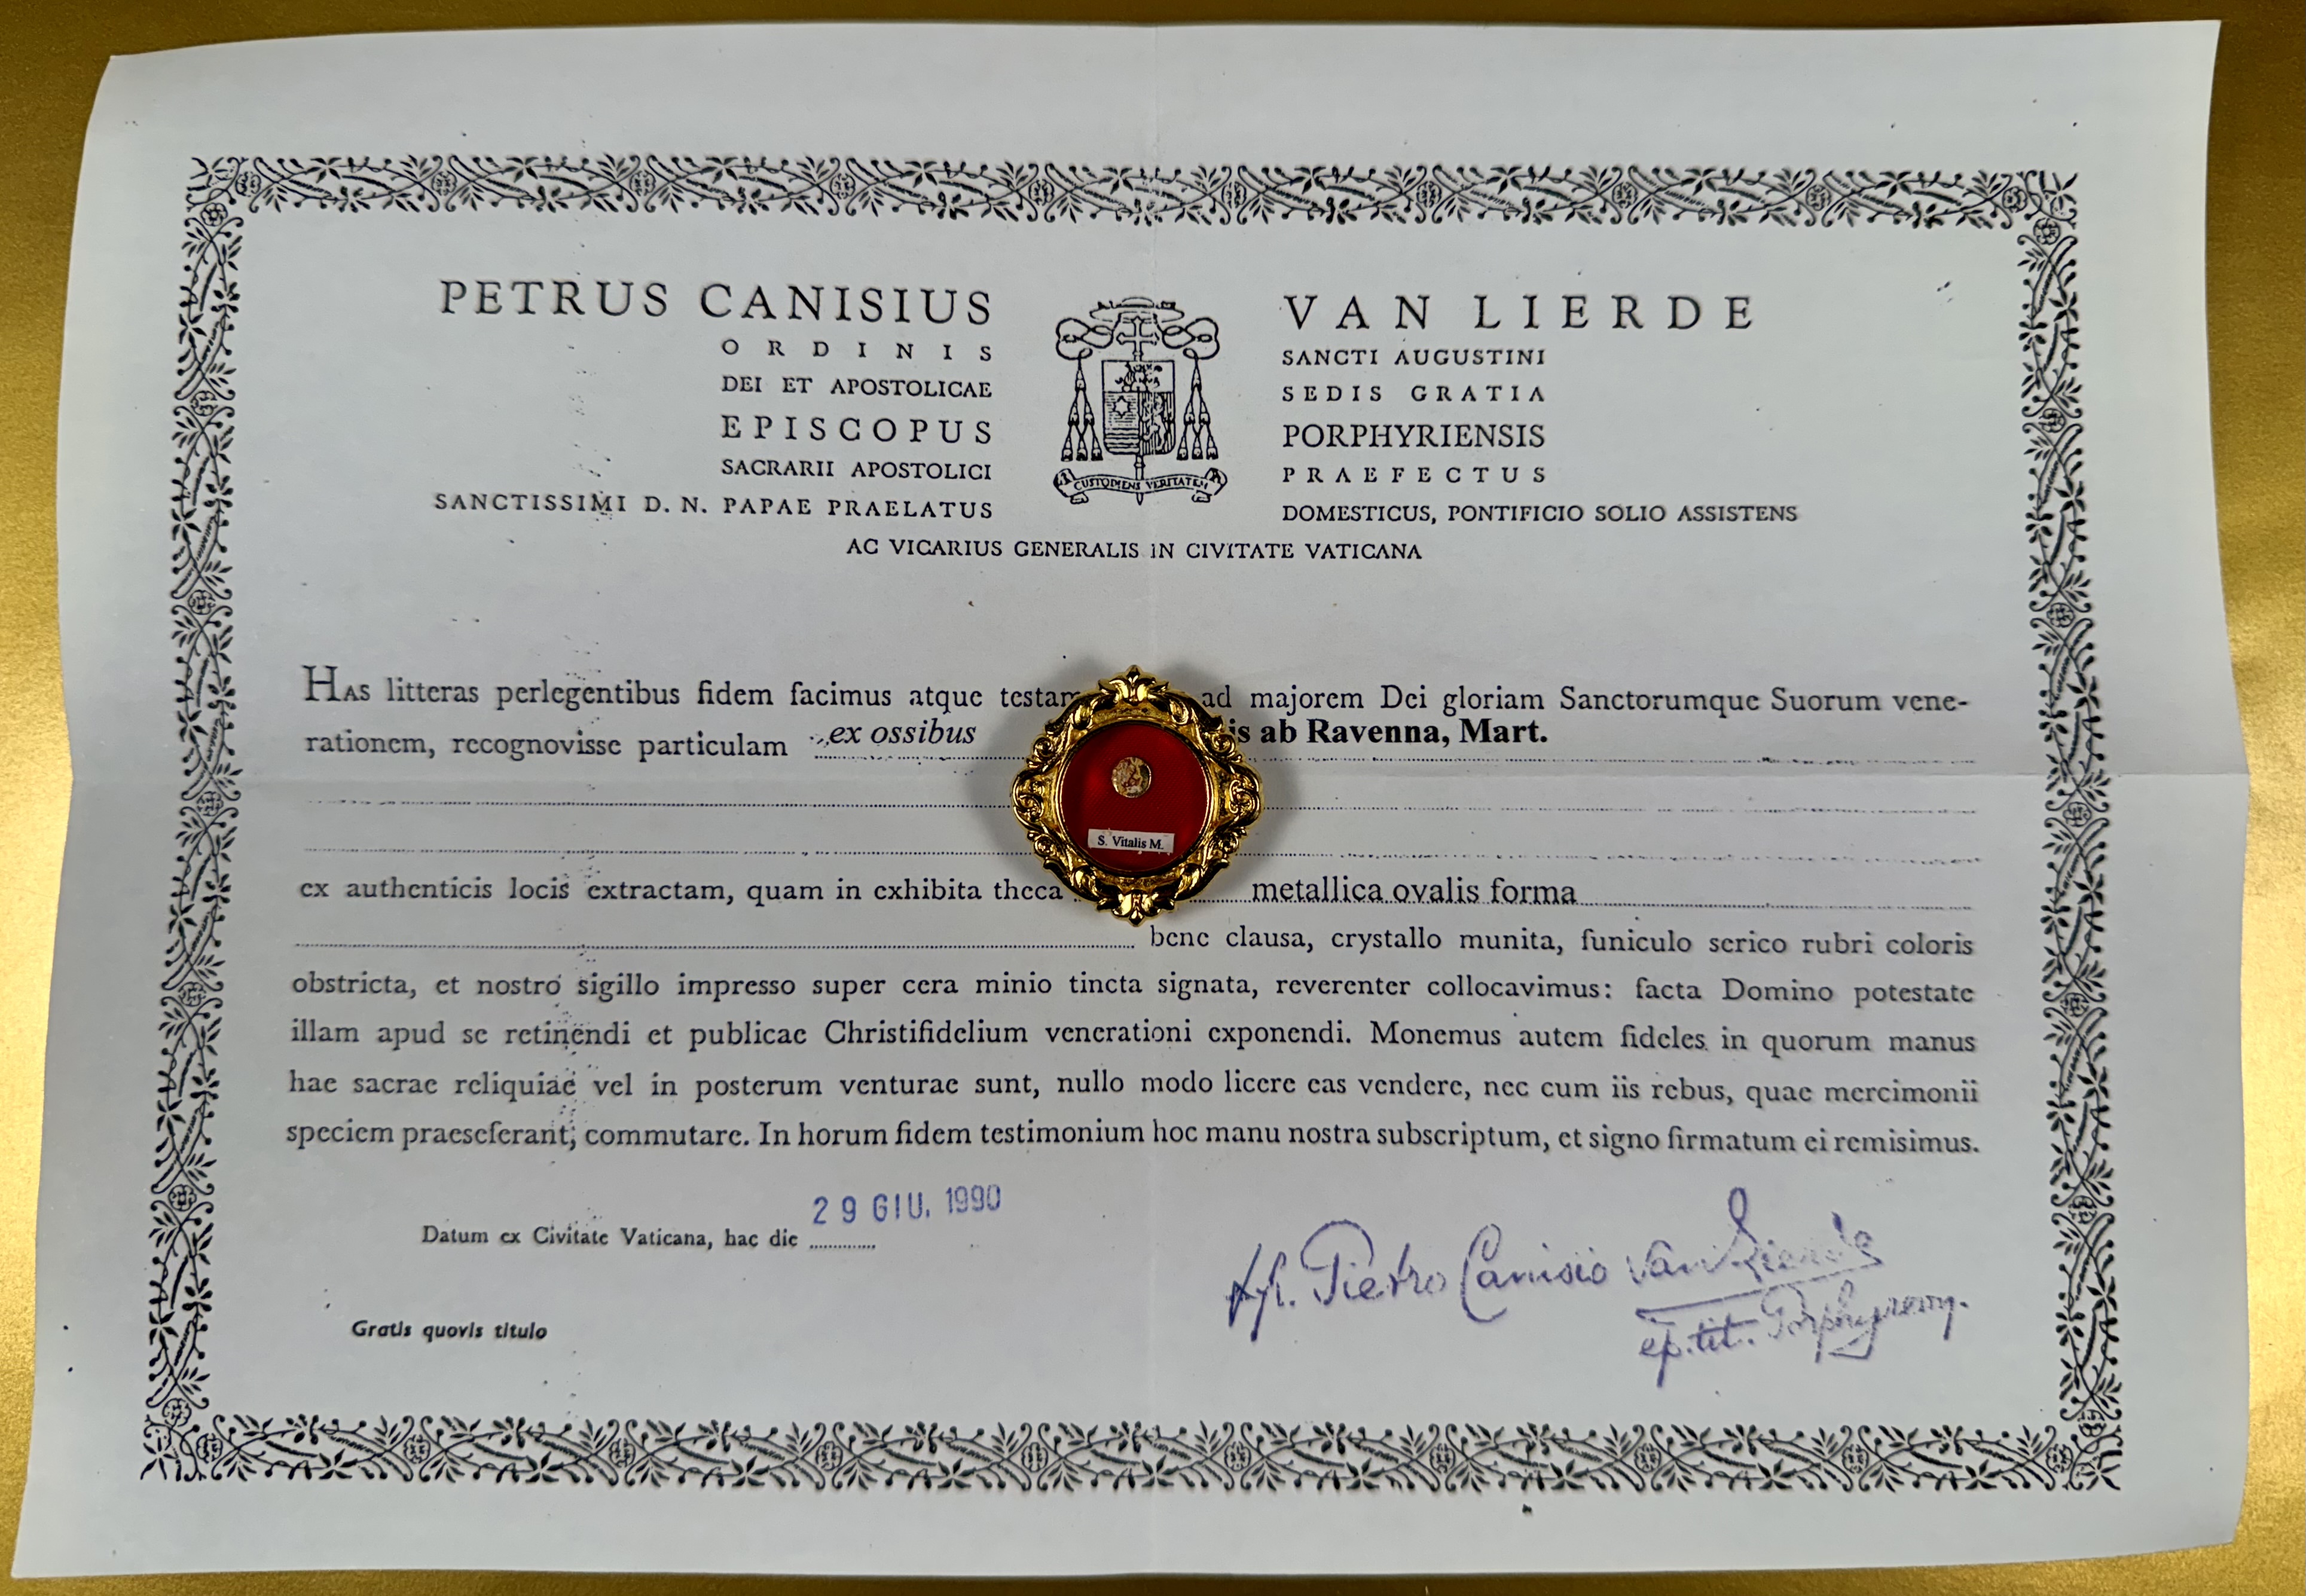 PETRUS CANISIUS VAN LIERDE
ORDINIS SANCTI AUGUSTINI
DEI ET APOSTOLICAE SEDIS GRATIA
EPISCOPUS PORPHYRIENSIS
SACRARII APOSTOLICI PRAEFECTUS
SANCTISSIMI D. N. PAPAE PRAELATUS DOMESTICUS, PONTIFICIO SOLIO ASSISTENS
AC VICARIUS GENERALIS IN CIVITATE VATICANA
CUSTODIENS VERITATEM
HAS litteras perlegentibus fidem facimus atque testam ad majorem Dei gloriam Sanctorumque Suorum vene-
rationem, recognovisse particulam ex ossibus is ab Ravenna, Mart.
S. Vitalis M.
ex authenticis locis extractam, quam in exhibita theca metallica ovalis forma
bene clausa, crystallo munita, funiculo serico rubri coloris
obstricta, et nostro sigillo impresso super cera minio tincta signata, reverenter collocavimus: facta Domino potestate
illam apud se retinendi et publicae Christifidelium venerationi exponendi. Monemus autem fideles in quorum manus
hae sacrae reliquiae vel in posterum venturae sunt, nullo modo licere eas vendere, nec cum iis rebus, quae mercimonii
speciem praeseferant, commutare. In horum fidem testimonium hoc manu nostra subscriptum, et signo firmatum ei remisimus.
29 GIU. 1990
Datum ex Civitate Vaticana, hac die
Pietro Canisio van Lierde
ep. tit. Porphyreony.
Gratis quovis titulo